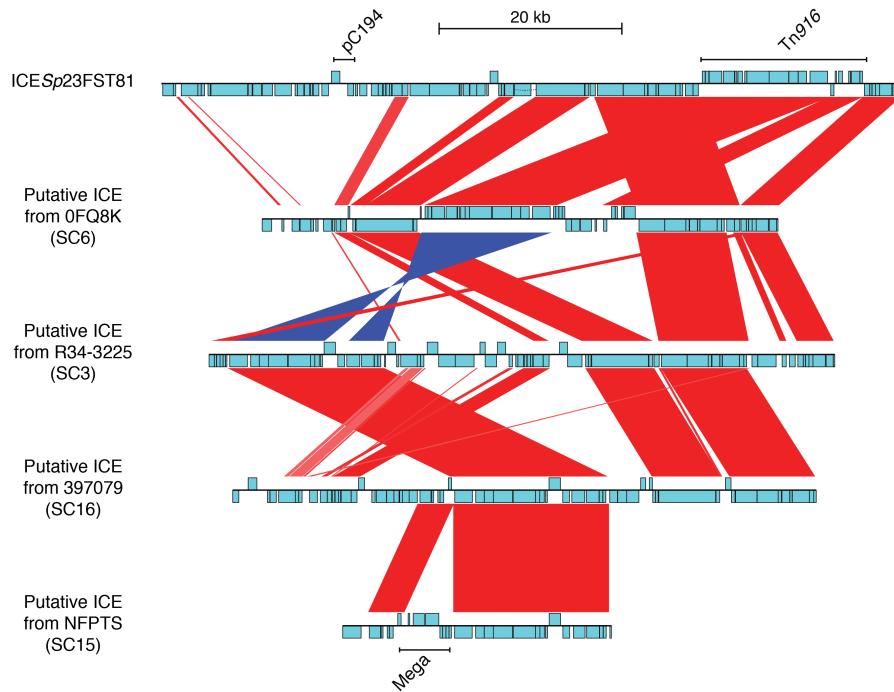 20 kb
pC194
Tn916
ICESp23FST81
Putative ICE
from 0FQ8K
(SC6)
Putative ICE
from R34-3225
(SC3)
Putative ICE
from 397079
(SC16)
Putative ICE
from NFPTS
(SC15)
Mega